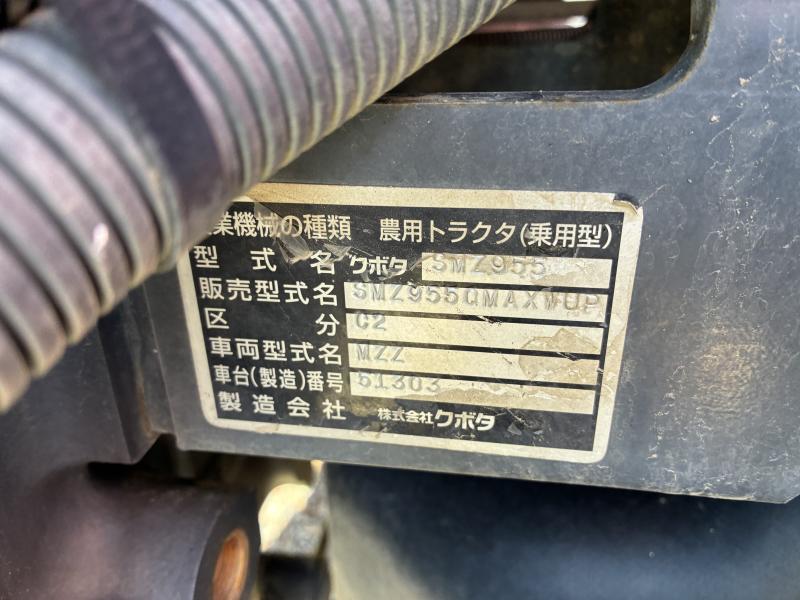 業機械の種類 農用トラクタ(乗用型)
型式名 クボタ SMZ955
販売型式名 SMZ955QMAXWUP
区分 C2
車両型式名 MZZ
車台(製造)番号 51303
製造会社 株式会社クボタ